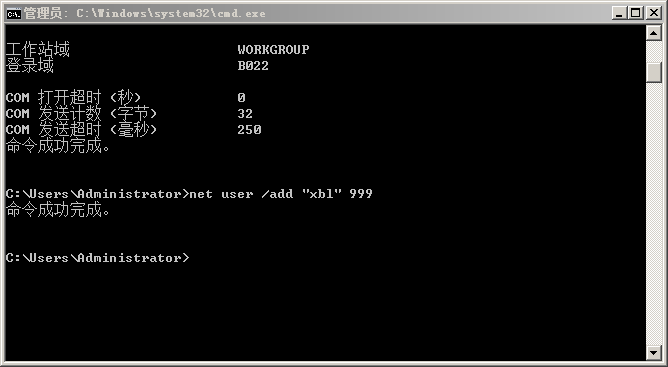 管理员: C:\Windows\system32\cmd.exe
工作站域 WORKGROUP
登录域 B022
COM 打开超时 (秒) 0
COM 发送计数 (字节) 32
COM 发送超时 (毫秒) 250
命令成功完成。
C:\Users\Administrator>net user /add "xbl" 999
命令成功完成。
C:\Users\Administrator>